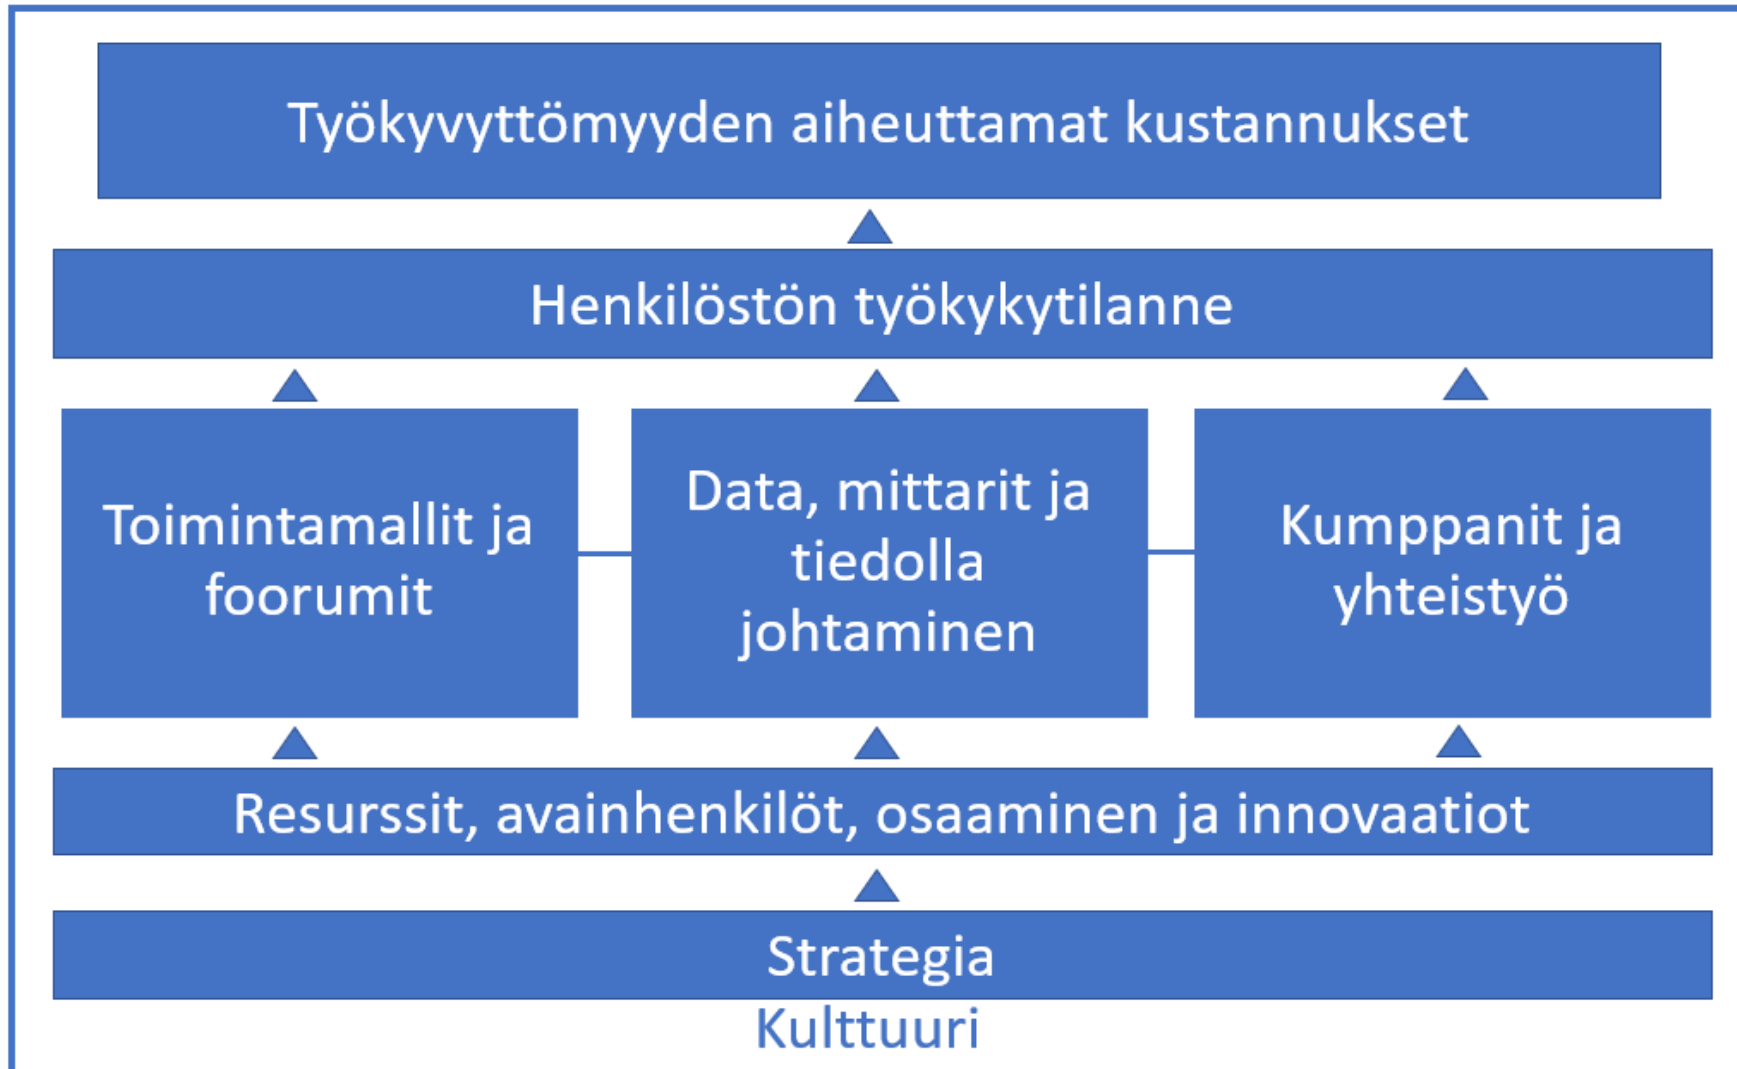 Työkyvyttömyyden aiheuttamat kustannukset
Henkilöstön työkykytilanne
Toimintamallit ja
foorumit
Data, mittarit ja
tiedolla
johtaminen
Kumppanit ja
yhteistyö
Resurssit, avainhenkilöt, osaaminen ja innovaatiot
Strategia
Kulttuuri